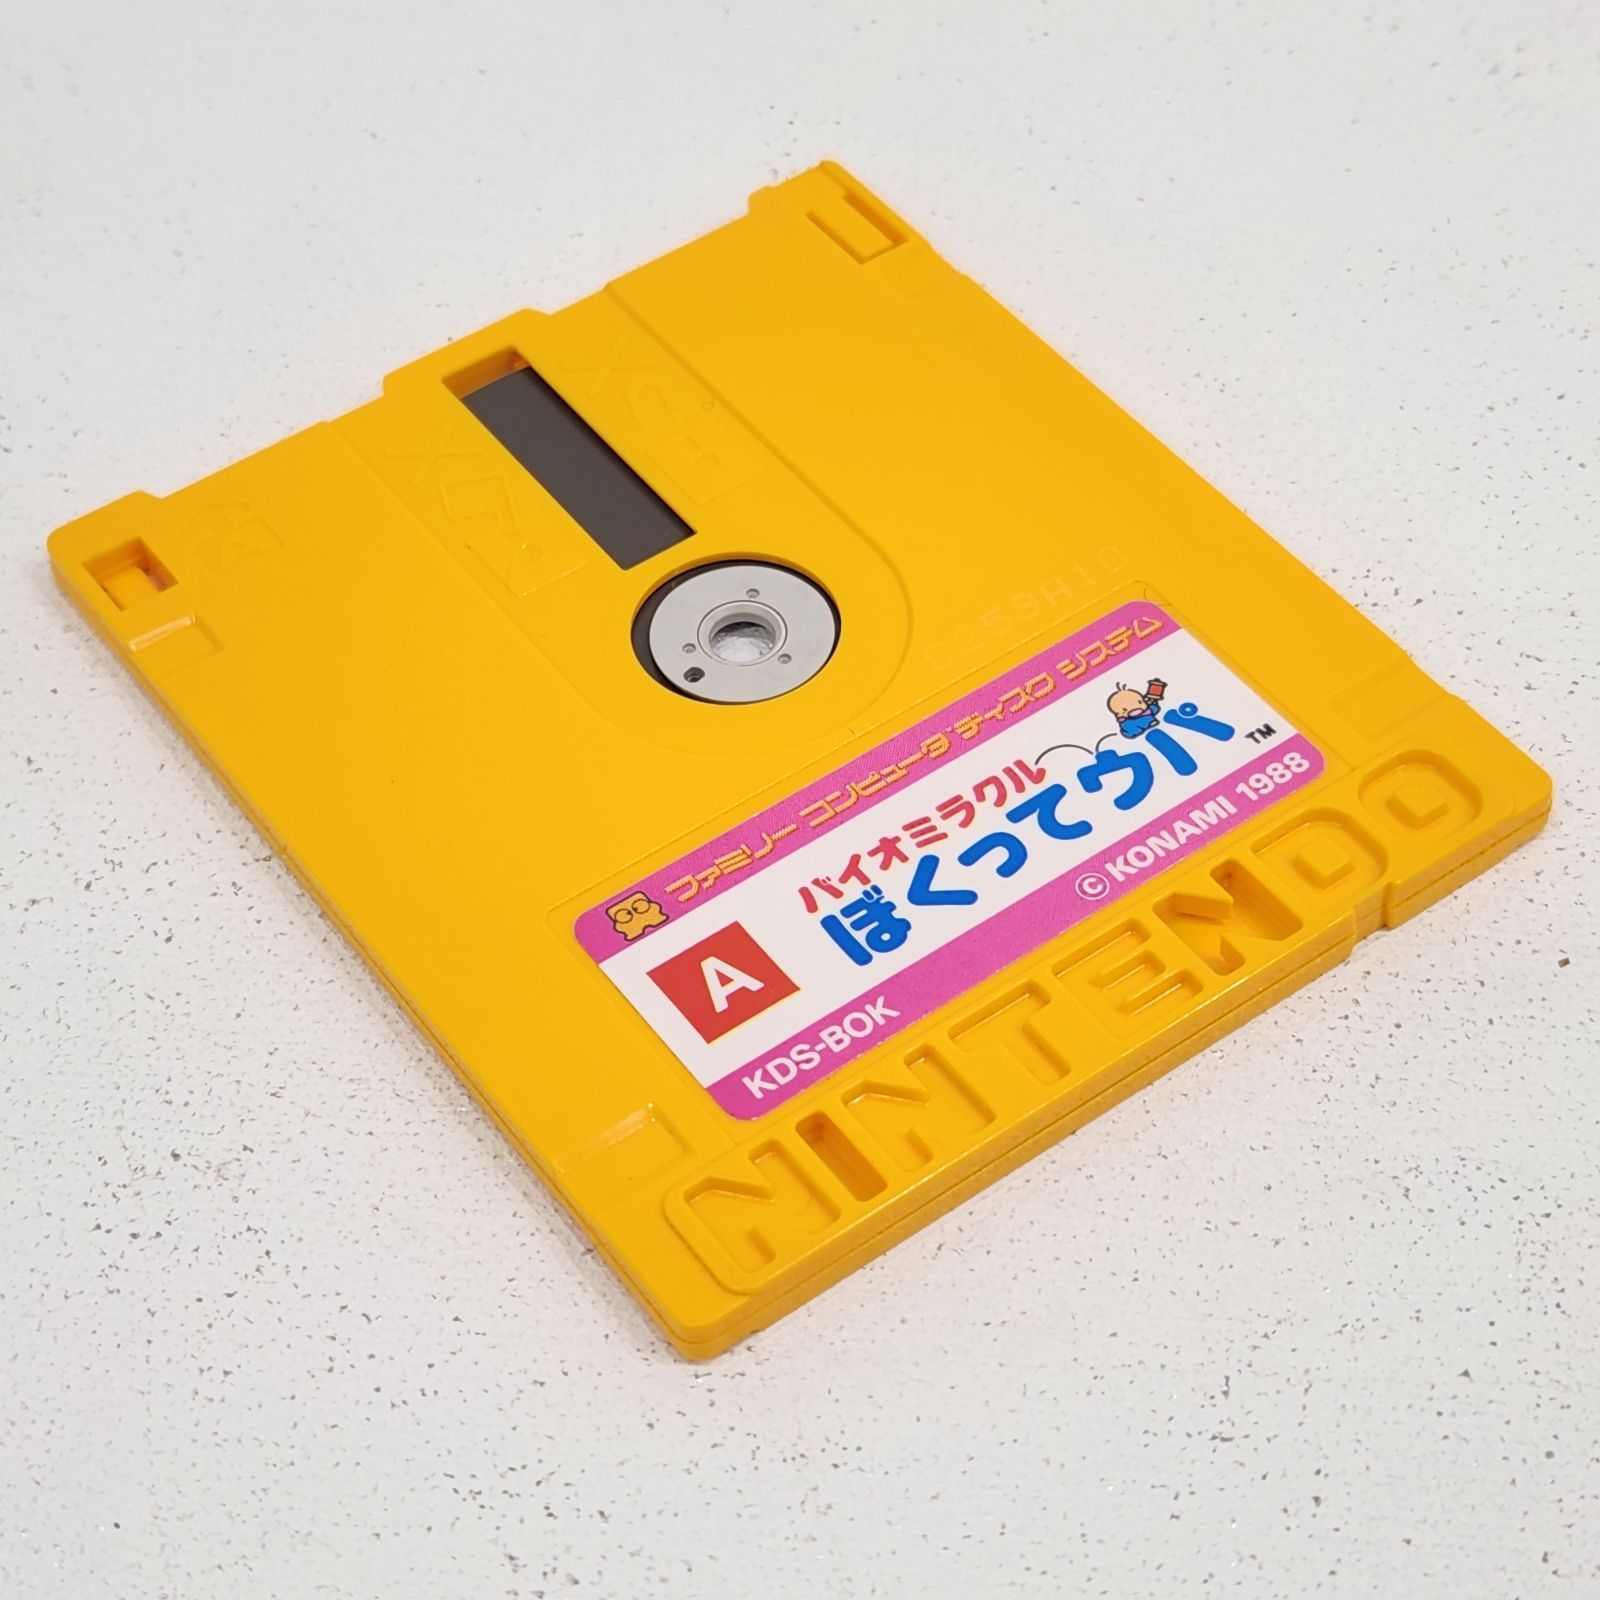 C258A10
ファミリー コンピュータ ディスク システム
A
バイオミラクル
ぼくってウパ
TM
KDS-BOK
© KONAMI 1988
NINTENDO